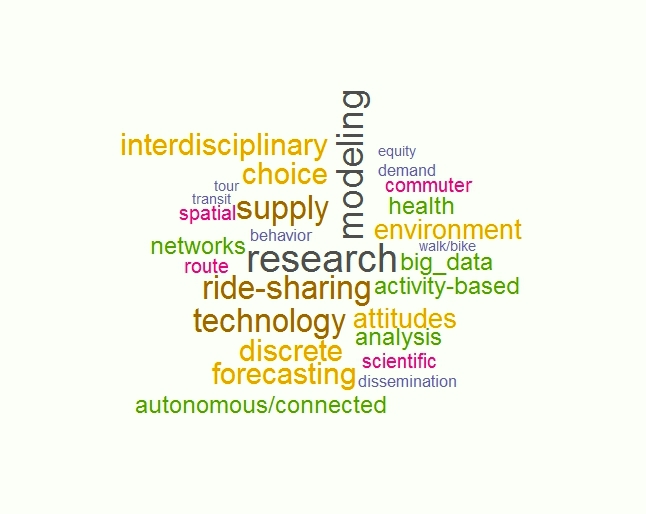 modeling
interdisciplinary
equity
choice
demand
tour
commuter
transit
health
spatial
supply
environment
behavior
networks
walk/bike
research
big_data
route
ride-sharing
activity-based
technology
attitudes
analysis
discrete
scientific
forecasting
dissemination
autonomous/connected